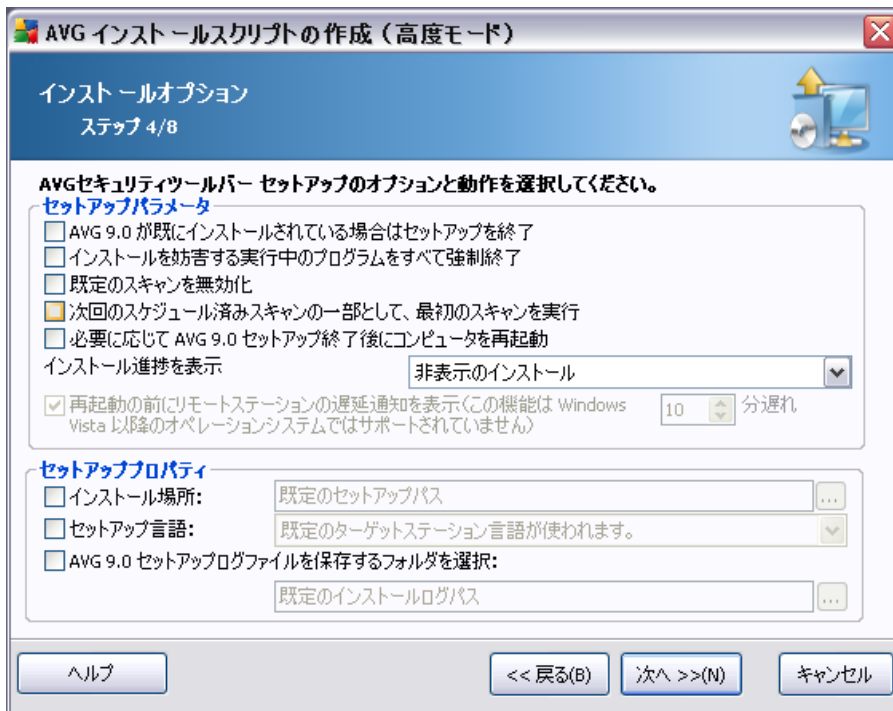 AVG インストールスクリプトの作成（高度モード）
インストールオプション
ステップ 4/8
AVGセキュリティツールバー セットアップのオプションと動作を選択してください。
セットアップパラメータ
AVG 9.0 が既にインストールされている場合はセットアップを終了
インストールを妨害する実行中のプログラムをすべて強制終了
既定のスキャンを無効化
次回のスケジュール済みスキャンの一部として、最初のスキャンを実行
必要に応じて AVG 9.0 セットアップ終了後にコンピュータを再起動
インストール進捗を表示 非表示のインストール
再起動の前にリモートステーションの遅延通知を表示(この機能は Windows 10 分遅れ
Vista 以降のオペレーションシステムではサポートされていません)
セットアッププロパティ
インストール場所: 既定のセットアップパス ...
セットアップ言語: 既定のターゲットステーション言語が使われます。
AVG 9.0 セットアップログファイルを保存するフォルダを選択:
既定のインストールログパス ...
ヘルプ << 戻る(B) 次へ >>(N) キャンセル